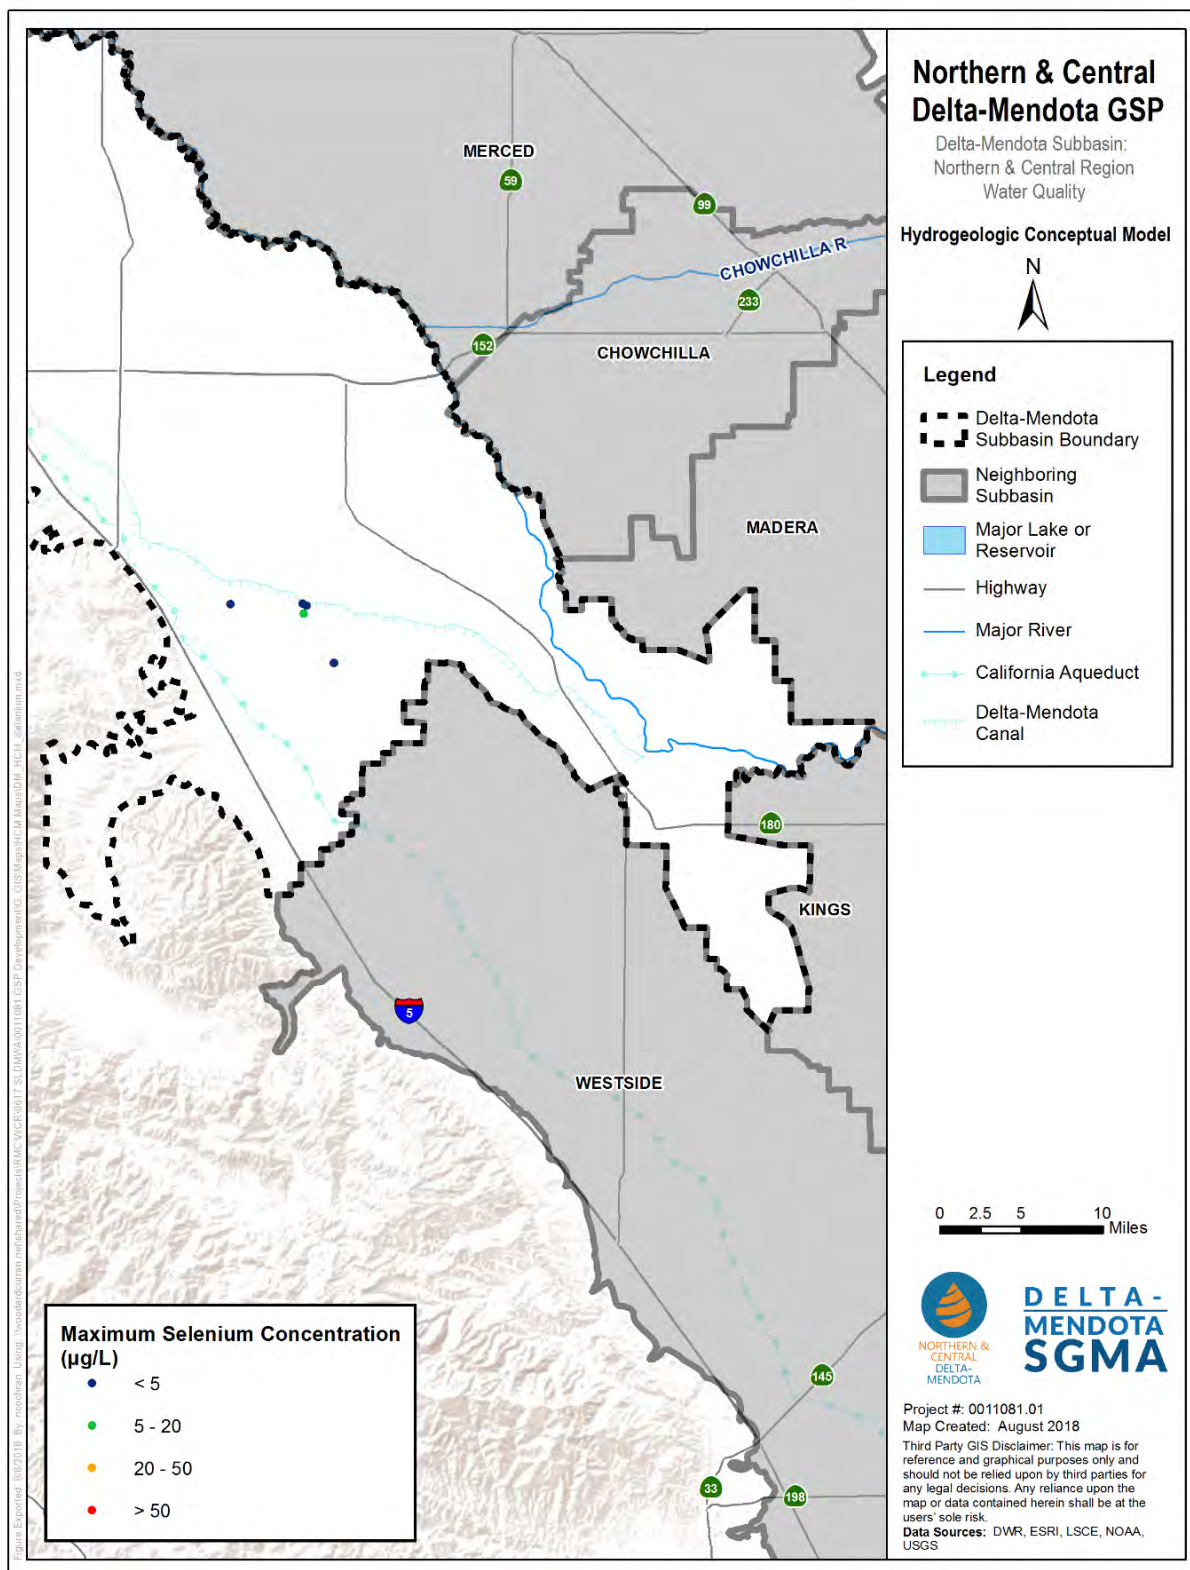 Northern & Central
Delta-Mendota GSP
Delta-Mendota Subbasin:
Northern & Central Region
Water Quality
Hydrogeologic Conceptual Model
N
Legend
Delta-Mendota
Subbasin Boundary
Neighboring
Subbasin
Major Lake or
Reservoir
Highway
Major River
California Aqueduct
Delta-Mendota
Canal
MERCED
59
99
CHOWCHILLA R
233
152
CHOWCHILLA
MADERA
180
KINGS
5
WESTSIDE
145
33
198
Maximum Selenium Concentration
(µg/L)
< 5
5 - 20
20 - 50
> 50
0 2.5 5 10
Miles
NORTHERN &
CENTRAL
DELTA-
MENDOTA
DELTA-
MENDOTA
SGMA
Project #: 0011081.01
Map Created: August 2018
Third Party GIS Disclaimer: This map is for
reference and graphical purposes only and
should not be relied upon by third parties for
any legal decisions. Any reliance upon the
map or data contained herein shall be at the
users' sole risk.
Data Sources: DWR, ESRI, LSCE, NOAA,
USGS